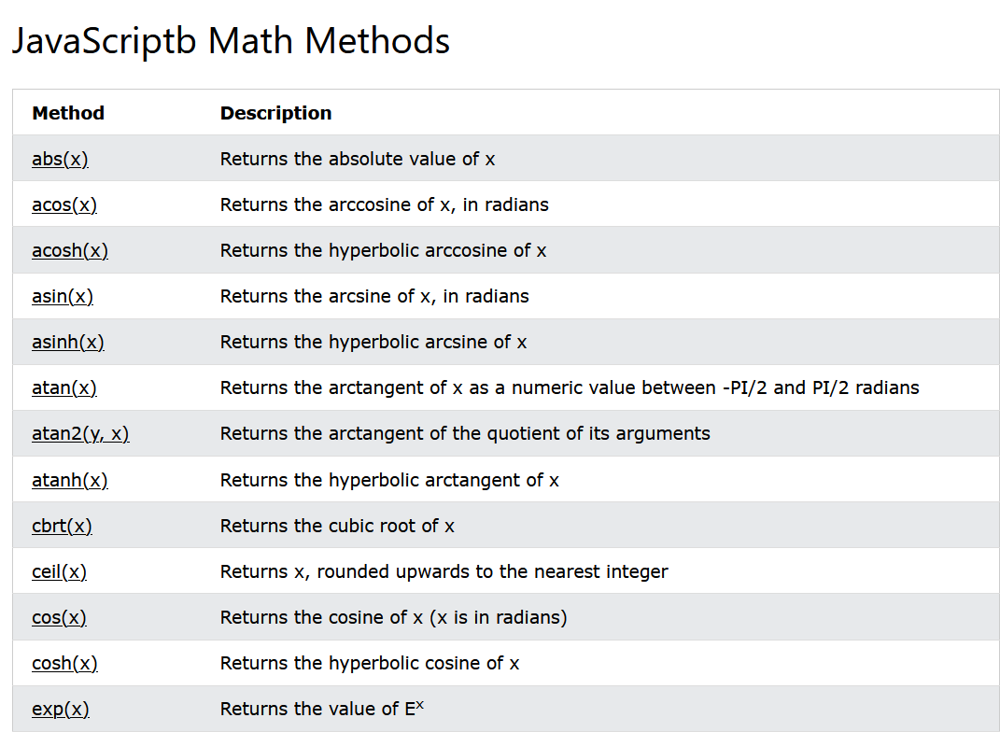 JavaScriptb Math Methods
Method Description
abs(x) Returns the absolute value of x
acos(x) Returns the arccosine of x, in radians
acosh(x) Returns the hyperbolic arccosine of x
asin(x) Returns the arcsine of x, in radians
asinh(x) Returns the hyperbolic arcsine of x
atan(x) Returns the arctangent of x as a numeric value between -PI/2 and PI/2 radians
atan2(y, x) Returns the arctangent of the quotient of its arguments
atanh(x) Returns the hyperbolic arctangent of x
cbrt(x) Returns the cubic root of x
ceil(x) Returns x, rounded upwards to the nearest integer
cos(x) Returns the cosine of x (x is in radians)
cosh(x) Returns the hyperbolic cosine of x
exp(x) Returns the value of Eˣ